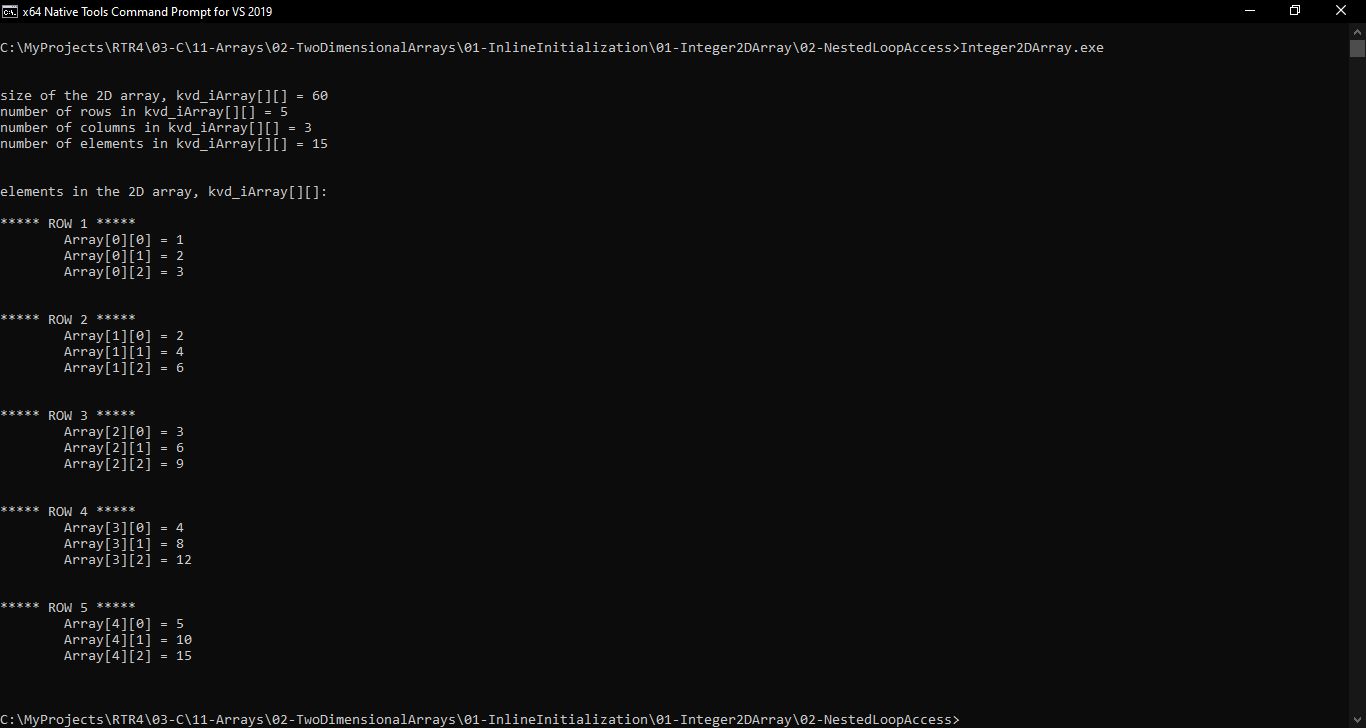 x64 Native Tools Command Prompt for VS 2019
C:\MyProjects\RTR4\03-C\11-Arrays\02-TwoDimensionalArrays\01-InlineInitialization\01-Integer2DArray\02-NestedLoopAccess>Integer2DArray.exe
size of the 2D array, kvd_iArray[][] = 60
number of rows in kvd_iArray[][] = 5
number of columns in kvd_iArray[][] = 3
number of elements in kvd_iArray[][] = 15
elements in the 2D array, kvd_iArray[][]:
***** ROW 1 *****
Array[0][0] = 1
Array[0][1] = 2
Array[0][2] = 3
***** ROW 2 *****
Array[1][0] = 2
Array[1][1] = 4
Array[1][2] = 6
***** ROW 3 *****
Array[2][0] = 3
Array[2][1] = 6
Array[2][2] = 9
***** ROW 4 *****
Array[3][0] = 4
Array[3][1] = 8
Array[3][2] = 12
***** ROW 5 *****
Array[4][0] = 5
Array[4][1] = 10
Array[4][2] = 15
C:\MyProjects\RTR4\03-C\11-Arrays\02-TwoDimensionalArrays\01-InlineInitialization\01-Integer2DArray\02-NestedLoopAccess>